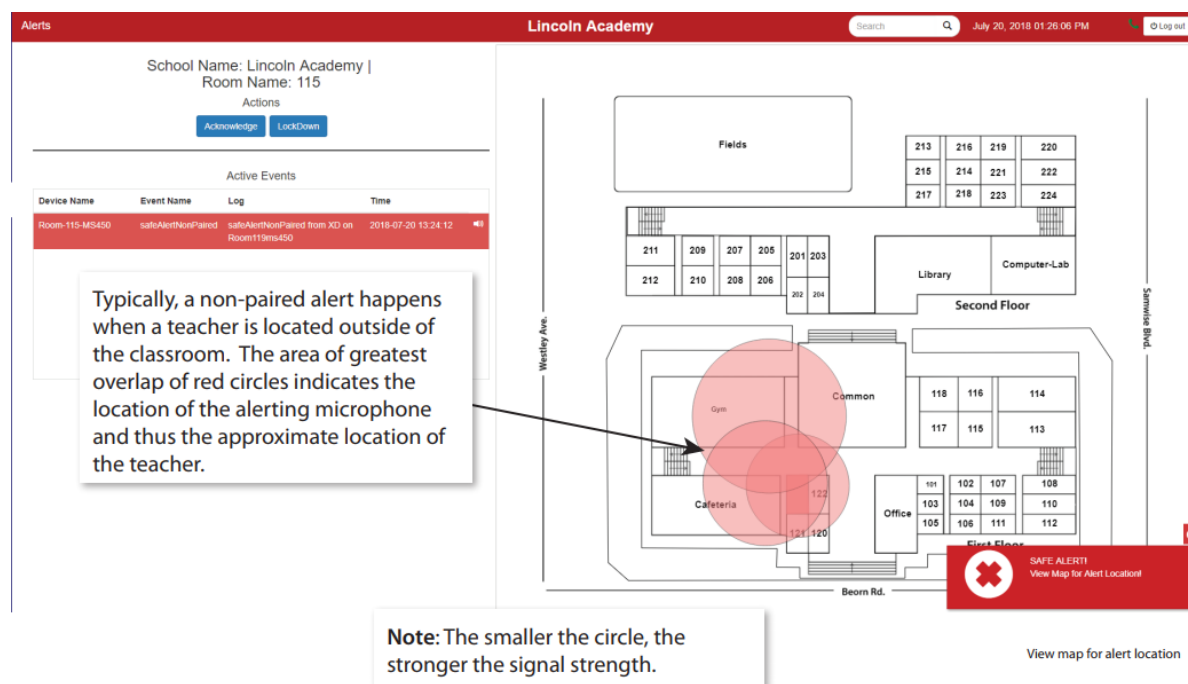 Alerts
Lincoln Academy
Search
July 20, 2018 01:26:06 PM
Log out
School Name: Lincoln Academy |
Room Name: 115
Actions
Acknowledge
LockDown
Active Events
Device Name Event Name Log Time
Room-115-MS450 safeAlertNonPaired safeAlertNonPaired from XD on 2018-07-20 13:24:12
Room119ms450
Typically, a non-paired alert happens
when a teacher is located outside of
the classroom. The area of greatest
overlap of red circles indicates the
location of the alerting microphone
and thus the approximate location of
the teacher.
Fields
213 216 219 220
215 214 221 222
217 218 223 224
211 209 207 205 201 203
212 210 208 206 202 204
Library
Computer-Lab
Second Floor
Westley Ave.
Samwise Blvd.
Gym
Common
118 116 114
117 115 113
Cafeteria
122
121 120
Office
101 102 107 108
103 104 109 110
105 106 111 112
First Floor
Beorn Rd.
SAFE ALERT!
View Map for Alert Location!
Note: The smaller the circle, the
stronger the signal strength.
View map for alert location